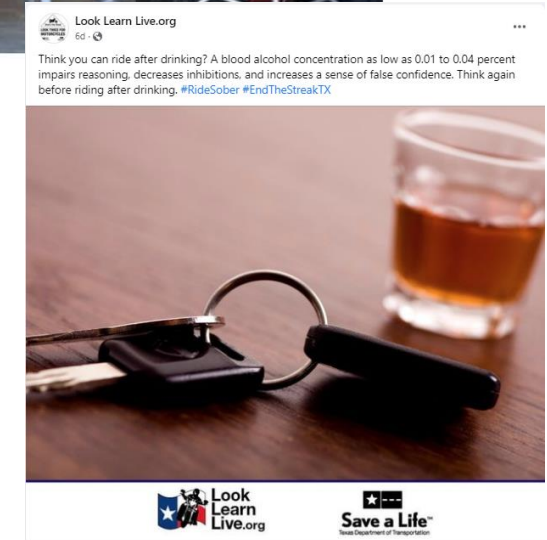 Look Learn Live.org
6d ·
Think you can ride after drinking? A blood alcohol concentration as low as 0.01 to 0.04 percent
impairs reasoning, decreases inhibitions, and increases a sense of false confidence. Think again
before riding after drinking. #RideSober #EndTheStreakTX
Look
Learn
Live.org
Save a Life™
Texas Department of Transportation